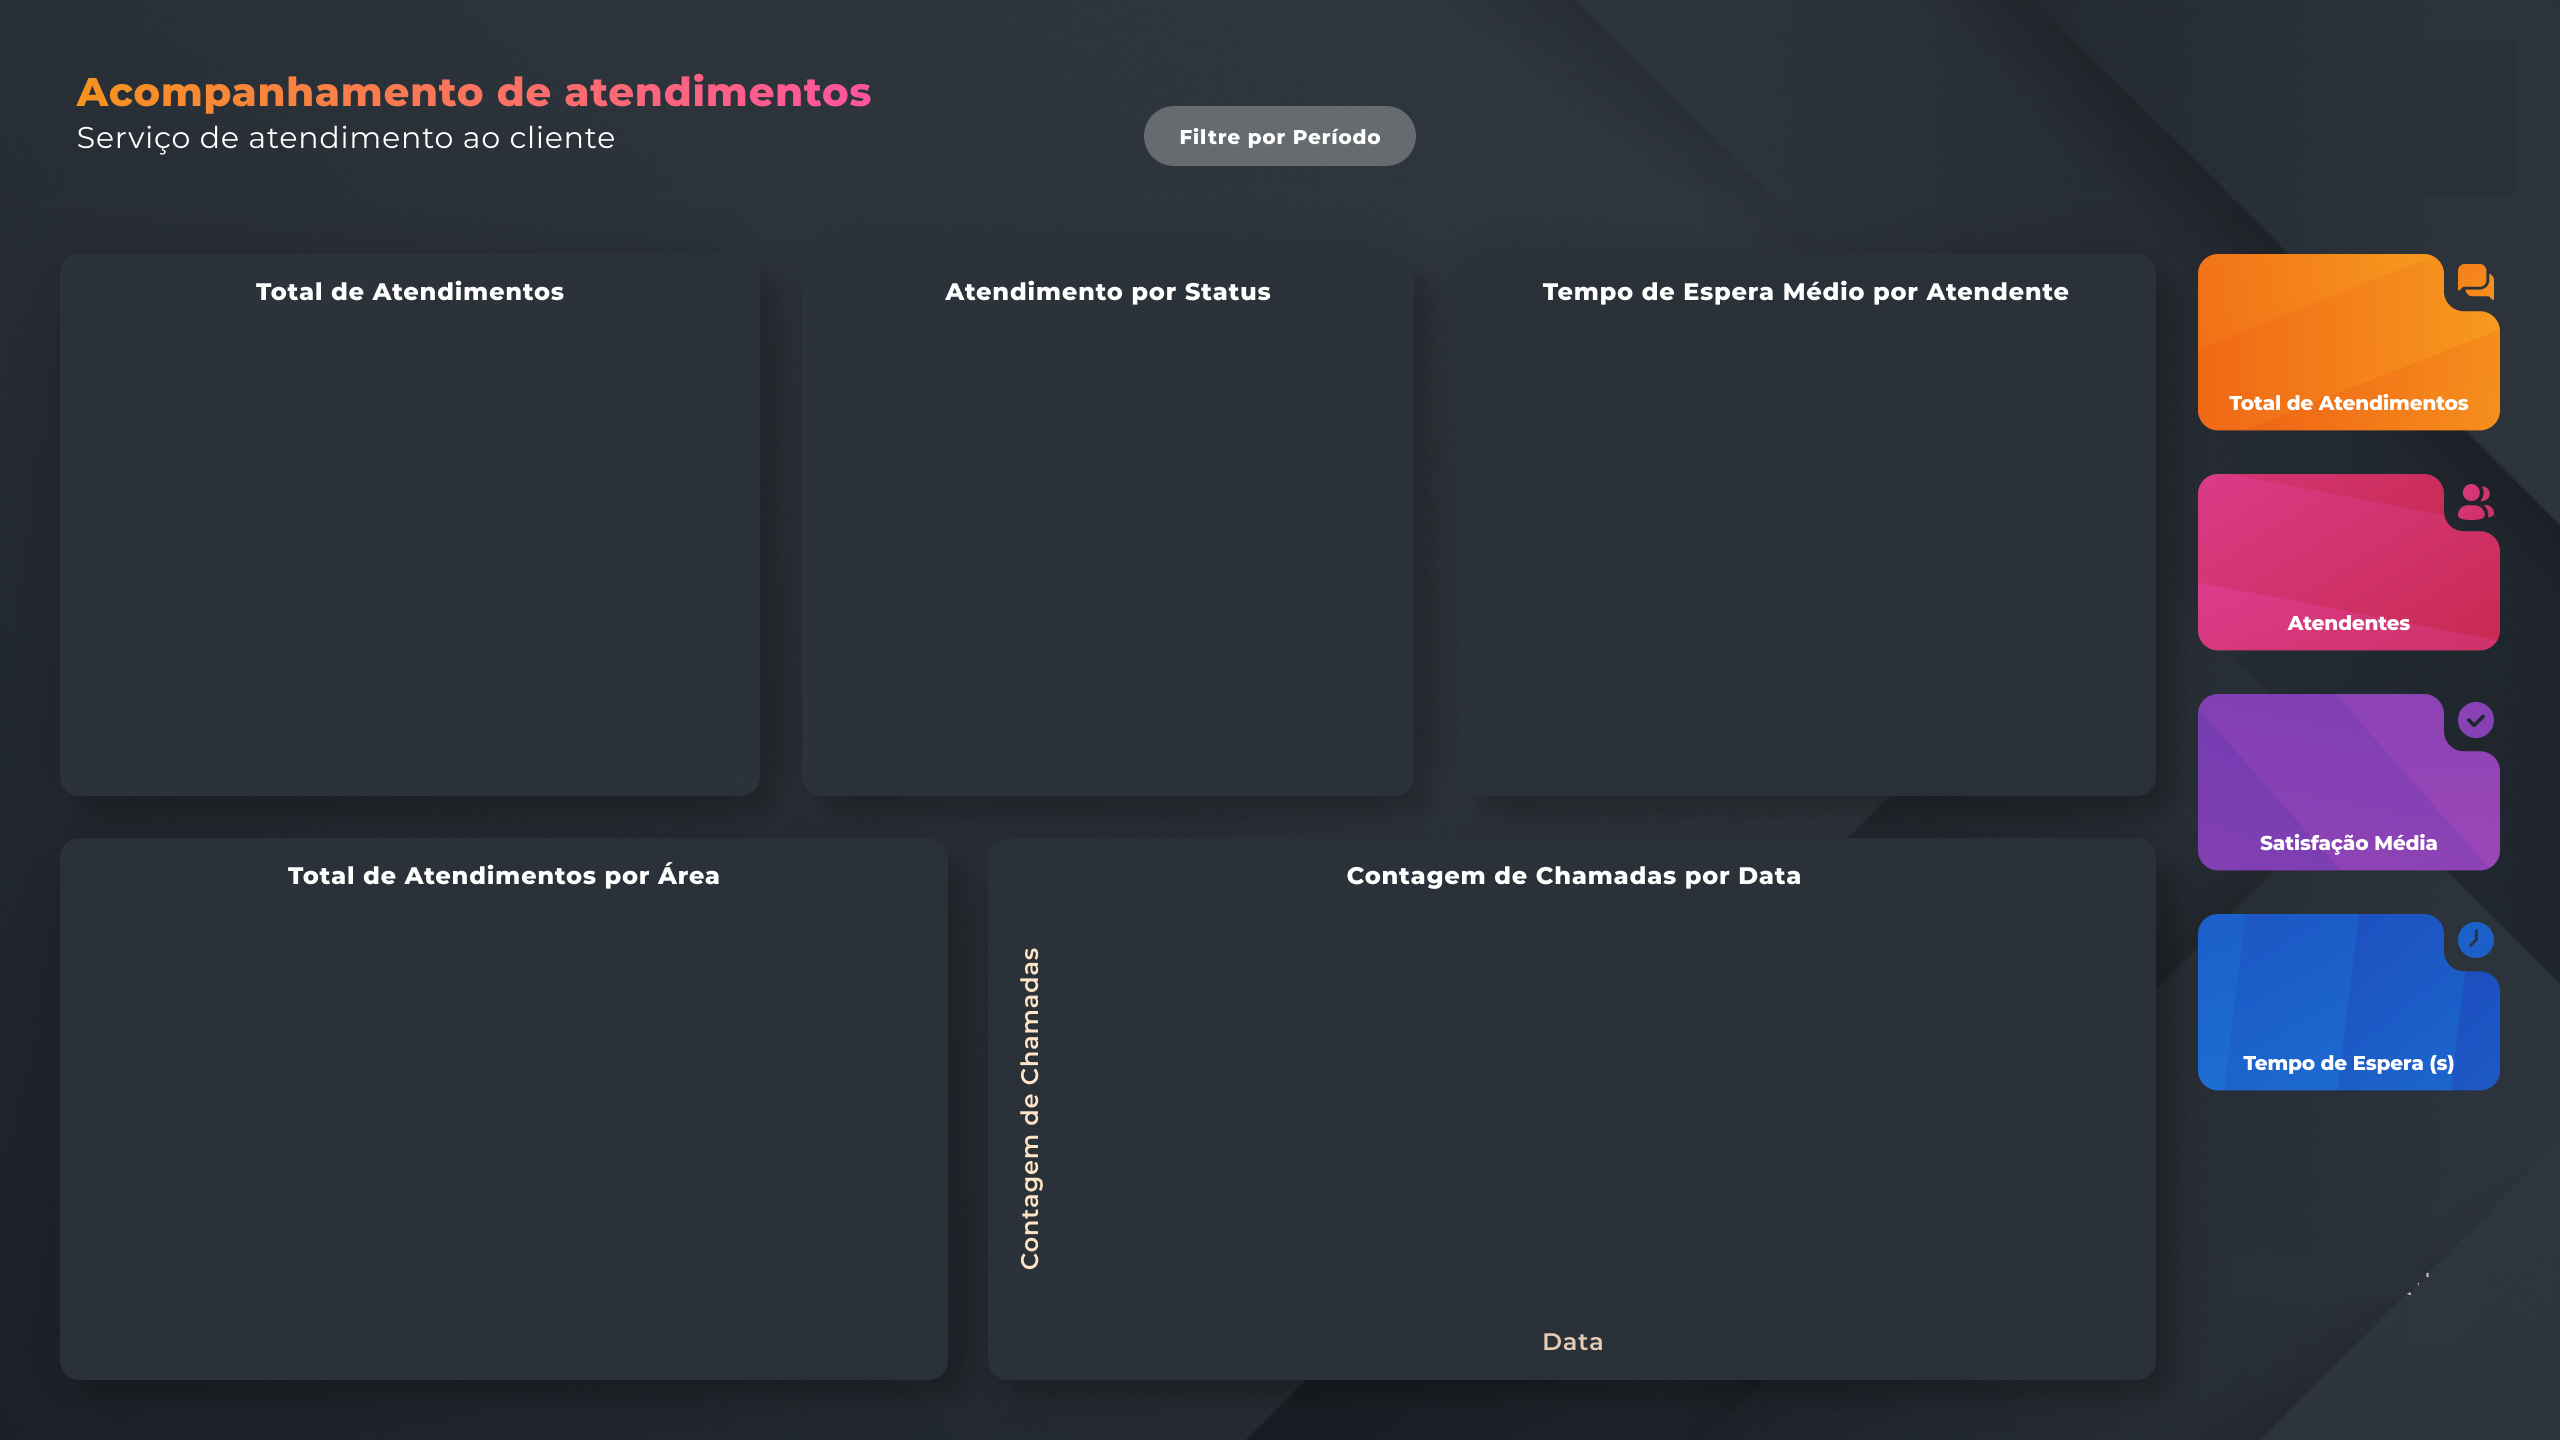 Acompanhamento de atendimentos
Serviço de atendimento ao cliente
Filtre por Período
Total de Atendimentos
Atendimento por Status
Tempo de Espera Médio por Atendente
Total de Atendimentos
Atendentes
Satisfação Média
Tempo de Espera (s)
Total de Atendimentos por Área
Contagem de Chamadas por Data
Contagem de Chamadas
Data